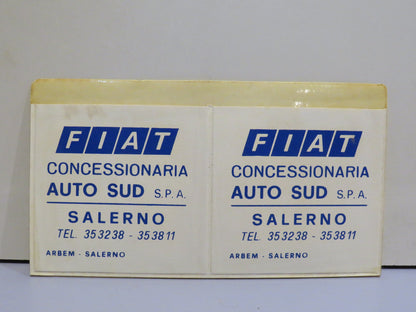 FIAT
CONCESSIONARIA
AUTO SUD S.P.A.
SALERNO
TEL. 353238 - 353811
ARBEM - SALERNO
FIAT
CONCESSIONARIA
AUTO SUD S.P.A.
SALERNO
TEL. 353238 - 353811
ARBEM - SALERNO